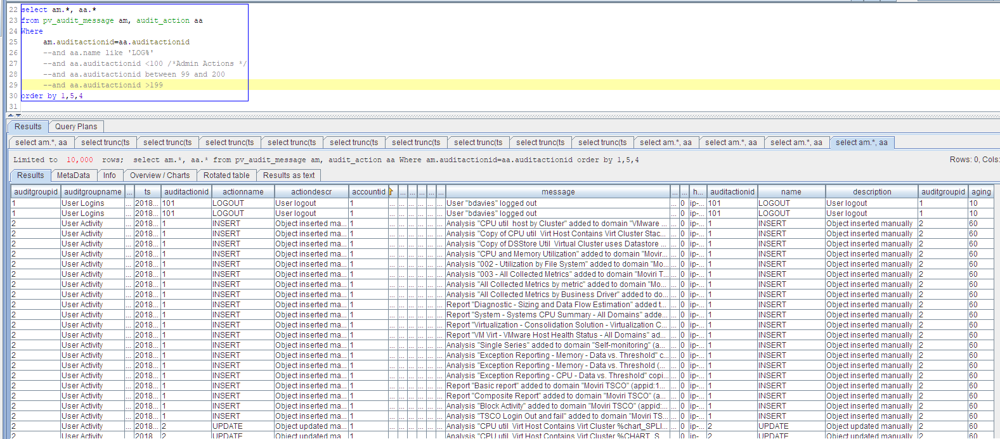 22 select am.*, aa.*
23 from pv_audit_message am, audit_action aa
24 Where
25 am.auditactionid=aa.auditactionid
26 --and aa.name like 'LOG%'
27 --and aa.auditactionid <100 /*Admin Actions */
28 --and aa.auditactionid between 99 and 200
29 --and aa.auditactionid >199
30 order by 1,5,4
31
Results Query Plans
select am.*, aa select trunc(ts select trunc(ts select trunc(ts select trunc(ts select trunc(ts select trunc(ts select trunc(ts select trunc(ts select trunc(ts select am.*, aa select am.*, aa select am.*, aa select am.*, aa
Limited to 10,000 rows; select am.*, aa.* from pv_audit_message am, audit_action aa Where am.auditactionid=aa.auditactionid order by 1,5,4 Rows: 0, Cols:
Results MetaData Info Overview / Charts Rotated table Results as text
auditgroupid auditgroupname ... ts auditactionid actionname actiondescr accountid ... ... ... ... ... message ... ... h... auditactionid name description auditgroupid aging
1 User Logins ... 2018... 101 LOGOUT User logout 1 ... ... ... ... ... ... User "bdavies" logged out ... 0 ip-... 101 LOGOUT User logout 1 10
1 User Logins ... 2018... 101 LOGOUT User logout 1 ... ... ... ... ... ... User "bdavies" logged out ... 0 ip-... 101 LOGOUT User logout 1 10
2 User Activity ... 2018... 1 INSERT Object inserted ma... 1 ... ... ... ... ... ... Analysis "CPU util host by Cluster" added to domain "VMware ... ... 0 ip-... 1 INSERT Object inserted manually 2 60
2 User Activity ... 2018... 1 INSERT Object inserted ma... 1 ... ... ... ... ... ... Analysis "Copy of CPU util Virt Host Contains Virt Cluster Stac... ... 0 ip-... 1 INSERT Object inserted manually 2 60
2 User Activity ... 2018... 1 INSERT Object inserted ma... 1 ... ... ... ... ... ... Analysis "Copy of DSStore Util Virtual Cluster uses Datastore ... ... 0 ip-... 1 INSERT Object inserted manually 2 60
2 User Activity ... 2018... 1 INSERT Object inserted ma... 1 ... ... ... ... ... ... Analysis "CPU and Memory Utilization" added to domain "Movir... ... 0 ip-... 1 INSERT Object inserted manually 2 60
2 User Activity ... 2018... 1 INSERT Object inserted ma... 1 ... ... ... ... ... ... Analysis "002 - Utilization by File System" added to domain "Mo... ... 0 ip-... 1 INSERT Object inserted manually 2 60
2 User Activity ... 2018... 1 INSERT Object inserted ma... 1 ... ... ... ... ... ... Analysis "003 - All Collected Metrics" added to domain "Moviri T... ... 0 ip-... 1 INSERT Object inserted manually 2 60
2 User Activity ... 2018... 1 INSERT Object inserted ma... 1 ... ... ... ... ... ... Analysis "All Collected Metrics by metric" added to domain "Mo... ... 0 ip-... 1 INSERT Object inserted manually 2 60
2 User Activity ... 2018... 1 INSERT Object inserted ma... 1 ... ... ... ... ... ... Analysis "All Collected Metrics by Business Driver" added to do... ... 0 ip-... 1 INSERT Object inserted manually 2 60
2 User Activity ... 2018... 1 INSERT Object inserted ma... 1 ... ... ... ... ... ... Report "Diagnostic - Sizing and Data Flow Estimation" added t... ... 0 ip-... 1 INSERT Object inserted manually 2 60
2 User Activity ... 2018... 1 INSERT Object inserted ma... 1 ... ... ... ... ... ... Report "System - Systems CPU Summary - All Domains" adde... ... 0 ip-... 1 INSERT Object inserted manually 2 60
2 User Activity ... 2018... 1 INSERT Object inserted ma... 1 ... ... ... ... ... ... Report "Virtualization - Consolidation Solution - Virtualization C... ... 0 ip-... 1 INSERT Object inserted manually 2 60
2 User Activity ... 2018... 1 INSERT Object inserted ma... 1 ... ... ... ... ... ... Report "VM Virt - VMware Host Health Status - All Domains" ad... ... 0 ip-... 1 INSERT Object inserted manually 2 60
2 User Activity ... 2018... 1 INSERT Object inserted ma... 1 ... ... ... ... ... ... Analysis "Single Series" added to domain "Self-monitoring" (a... ... 0 ip-... 1 INSERT Object inserted manually 2 60
2 User Activity ... 2018... 1 INSERT Object inserted ma... 1 ... ... ... ... ... ... Analysis "Exception Reporting - Memory - Data vs. Threshold" c... ... 0 ip-... 1 INSERT Object inserted manually 2 60
2 User Activity ... 2018... 1 INSERT Object inserted ma... 1 ... ... ... ... ... ... Analysis "Exception Reporting - Memory - Data vs. Threshold (... ... 0 ip-... 1 INSERT Object inserted manually 2 60
2 User Activity ... 2018... 1 INSERT Object inserted ma... 1 ... ... ... ... ... ... Analysis "Exception Reporting - CPU - Data vs. Threshold" copi... ... 0 ip-... 1 INSERT Object inserted manually 2 60
2 User Activity ... 2018... 1 INSERT Object inserted ma... 1 ... ... ... ... ... ... Report "Basic report" added to domain "Moviri TSCO" (appid:1... ... 0 ip-... 1 INSERT Object inserted manually 2 60
2 User Activity ... 2018... 1 INSERT Object inserted ma... 1 ... ... ... ... ... ... Report "Composite Report" added to domain "Moviri TSCO" (a... ... 0 ip-... 1 INSERT Object inserted manually 2 60
2 User Activity ... 2018... 1 INSERT Object inserted ma... 1 ... ... ... ... ... ... Analysis "Block Activity" added to domain "Moviri TSCO" (appid:... ... 0 ip-... 1 INSERT Object inserted manually 2 60
2 User Activity ... 2018... 1 INSERT Object inserted ma... 1 ... ... ... ... ... ... Analysis "TSCO Login Out and fail" added to domain "Moviri TS... ... 0 ip-... 1 INSERT Object inserted manually 2 60
2 User Activity ... 2018... 2 UPDATE Object updated ma... 1 ... ... ... ... ... ... Analysis "CPU util Virt Host Contains Virt Cluster %chart_SPLI... ... 0 ip-... 2 UPDATE Object updated manually 2 60
2 User Activity ... 2018... 2 UPDATE Object updated ma... 1 ... ... ... ... ... ... Analysis "CPU util Virt Host Contains Virt Cluster %CHART_S... ... 0 ip-... 2 UPDATE Object updated manually 2 60